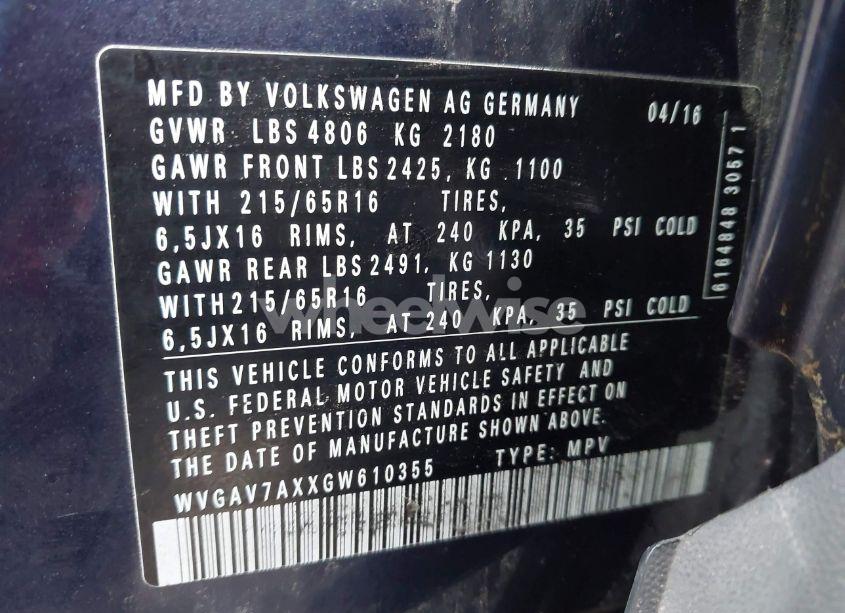 MFD BY VOLKSWAGEN AG GERMANY 04/16
GVWR LBS 4806 KG 2180
GAWR FRONT LBS 2425, KG 1100
WITH 215/65R16 TIRES,
6,5JX16 RIMS, AT 240 KPA, 35 PSI COLD
GAWR REAR LBS 2491, KG 1130
WITH 215/65R16 TIRES,
6,5JX16 RIMS, AT 240 KPA, 35 PSI COLD
THIS VEHICLE CONFORMS TO ALL APPLICABLE
U.S. FEDERAL MOTOR VEHICLE SAFETY AND
THEFT PREVENTION STANDARDS IN EFFECT ON
THE DATE OF MANUFACTURE SHOWN ABOVE.
WVGAV7AXXGW610355 TYPE: MPV
6164848 3057 1
wheelwise